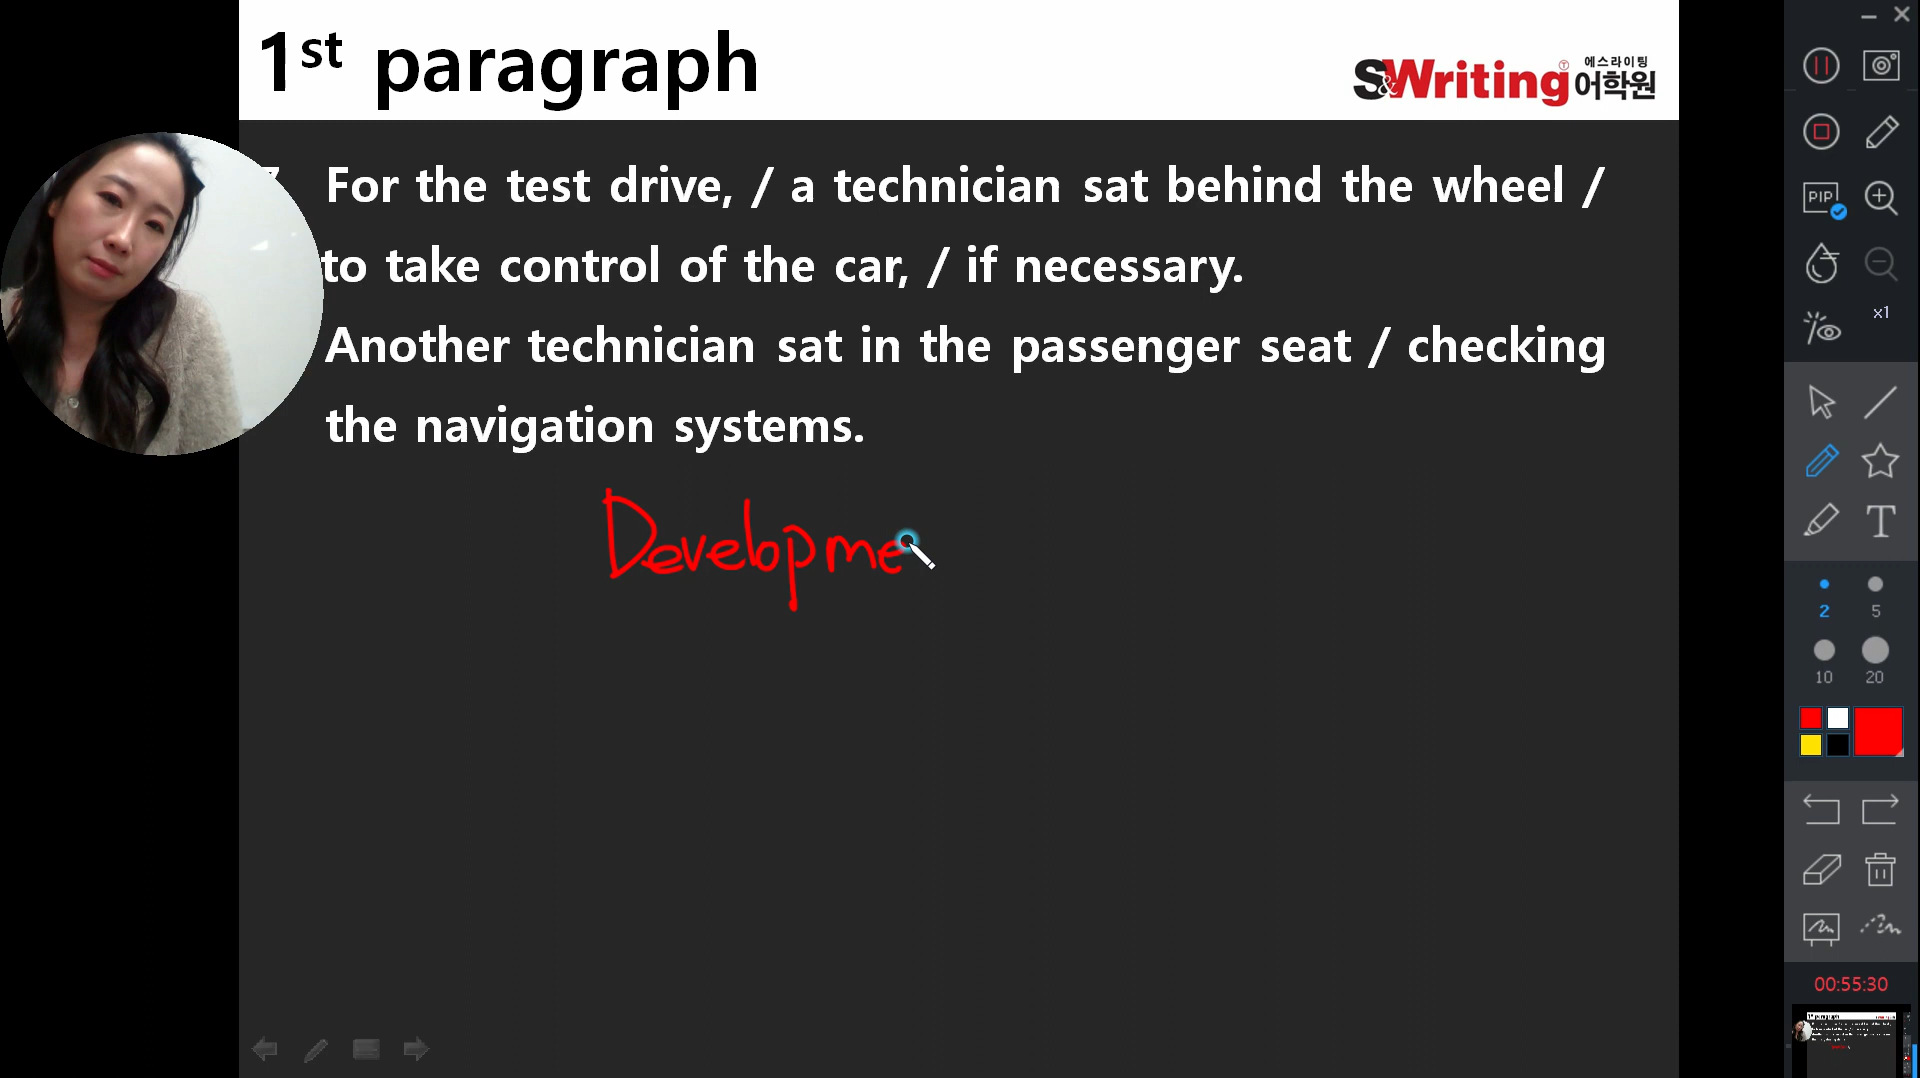 1st paragraph
S&Writing 에스라이팅 어학원
For the test drive, / a technician sat behind the wheel /
to take control of the car, / if necessary.
Another technician sat in the passenger seat / checking
the navigation systems.
Developme
PIP
x1
T
2 5
10 20
00:55:30